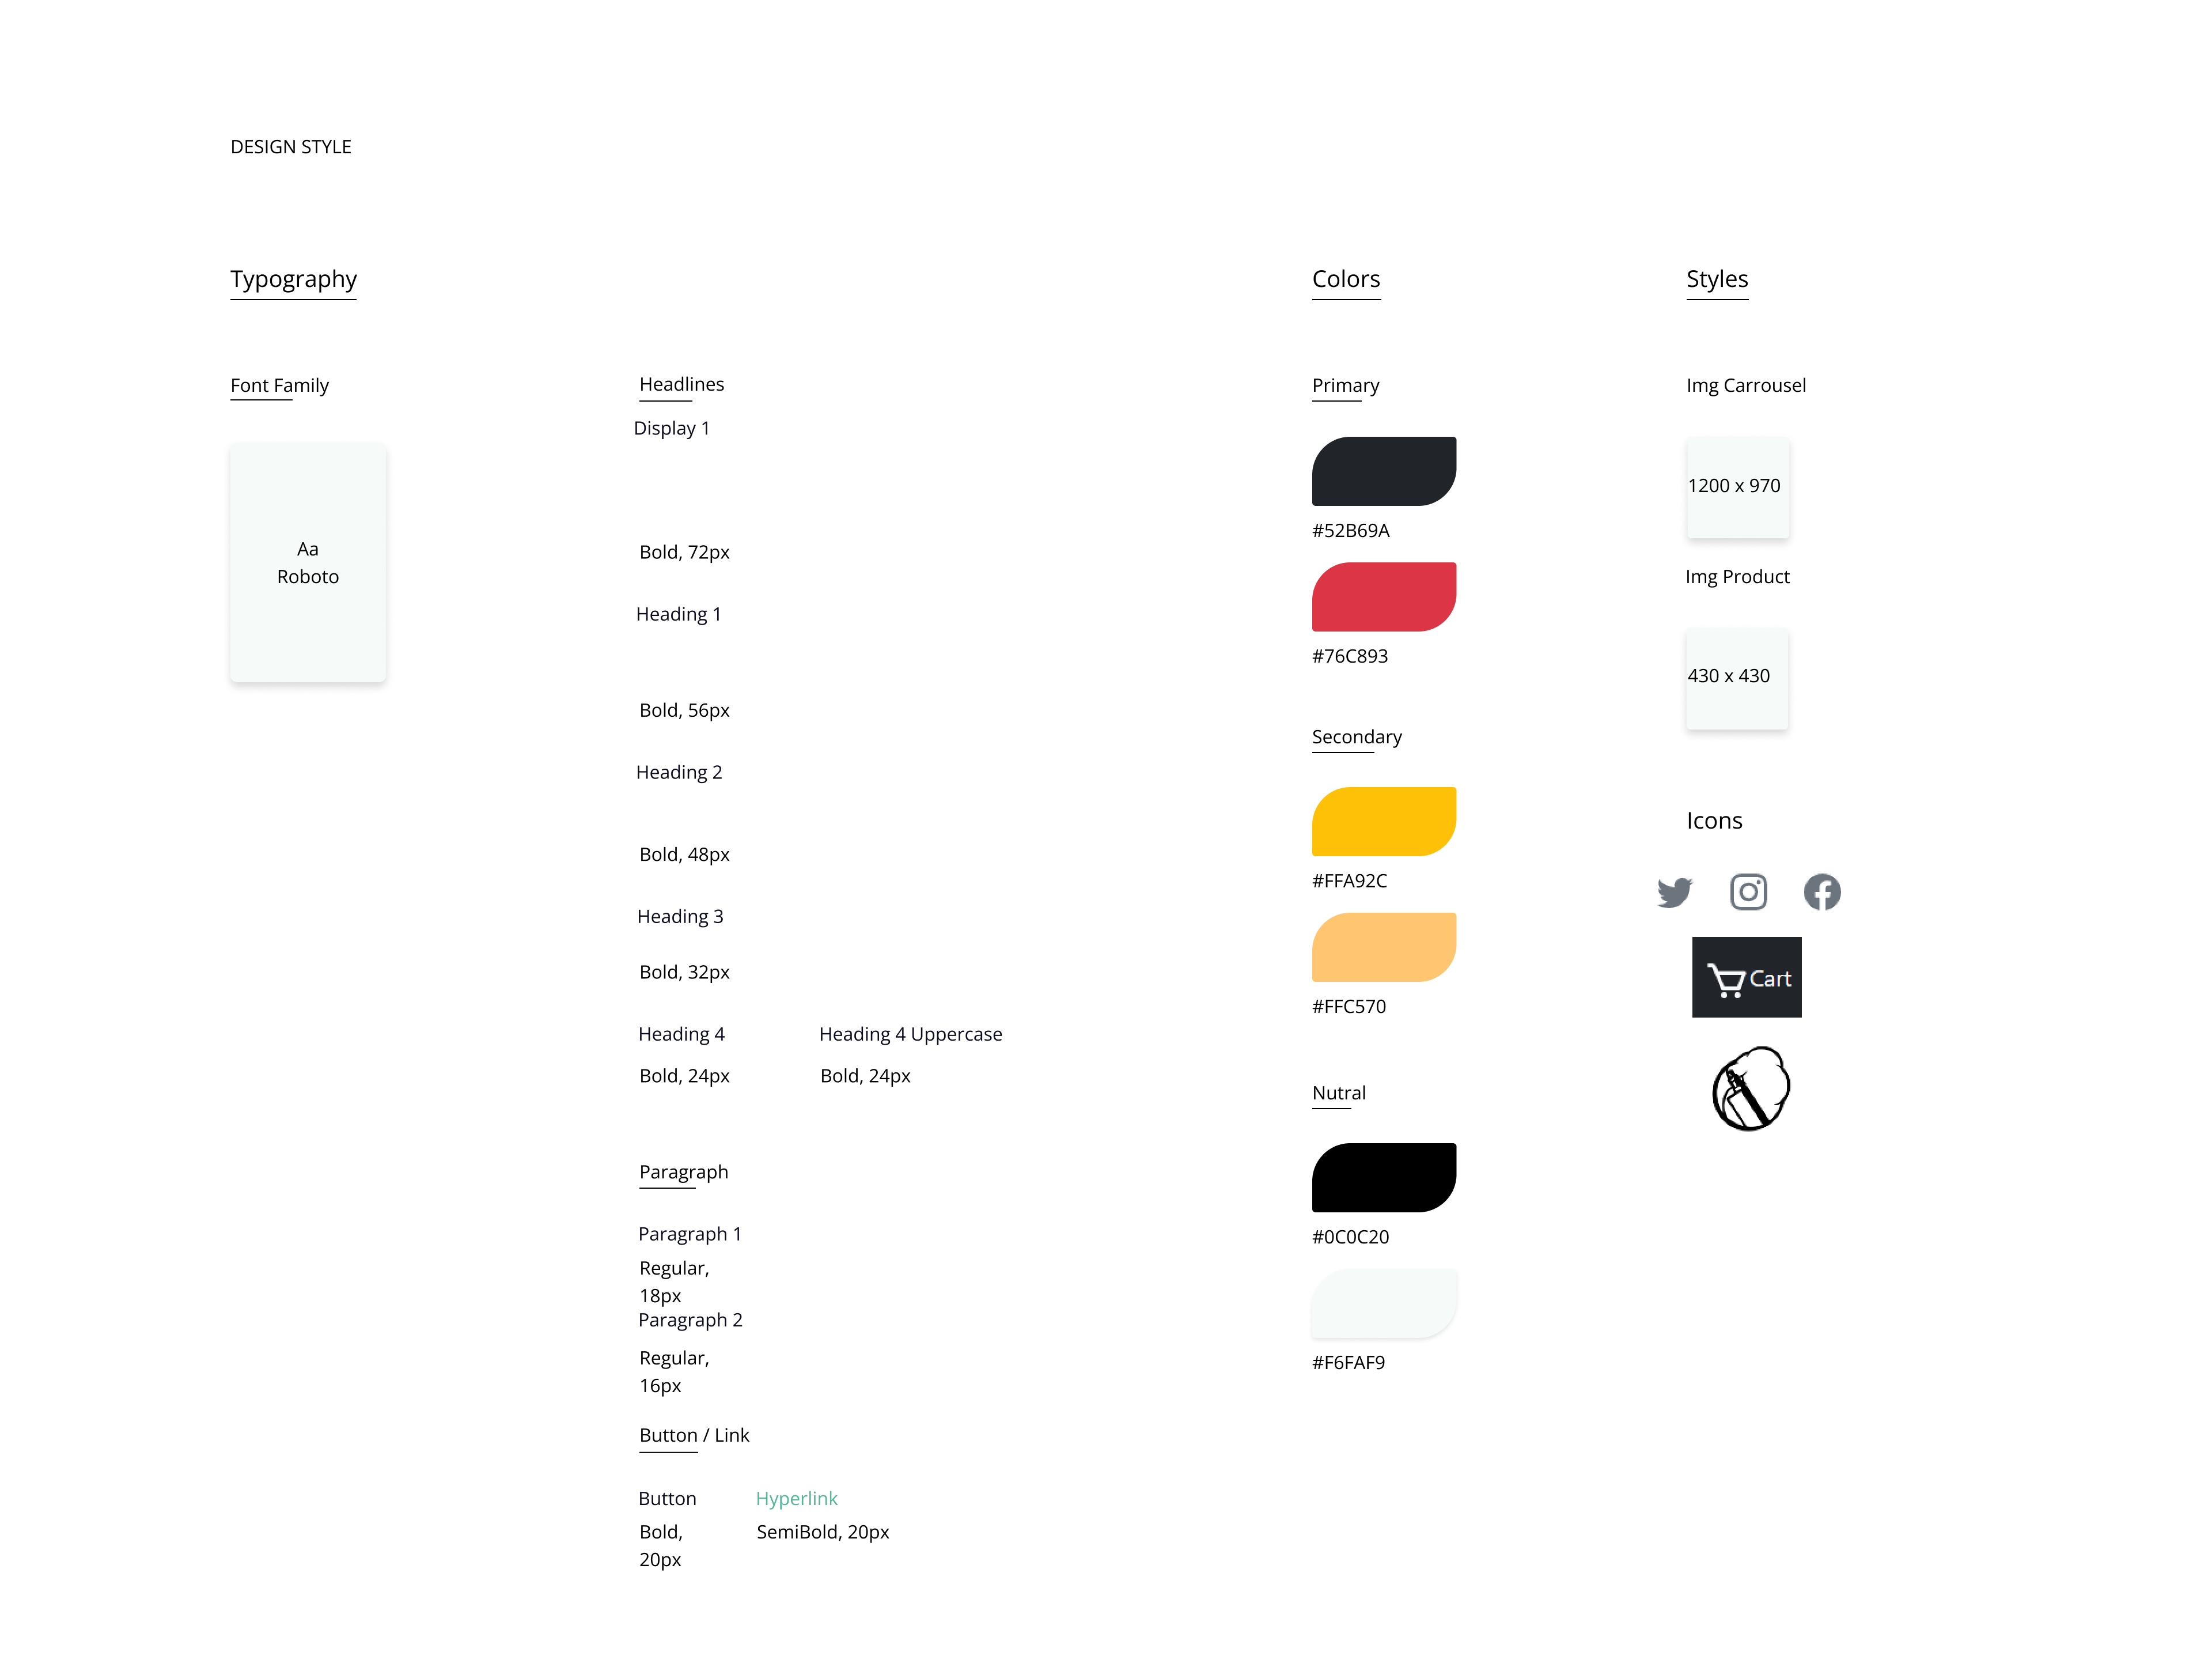 DESIGN STYLE
Typography
Font Family
Aa
Roboto
Headlines
Display 1
Bold, 72px
Heading 1
Bold, 56px
Heading 2
Bold, 48px
Heading 3
Bold, 32px
Heading 4
Heading 4 Uppercase
Bold, 24px
Bold, 24px
Paragraph
Paragraph 1
Regular,
18px
Paragraph 2
Regular,
16px
Button / Link
Button
Hyperlink
Bold,
20px
SemiBold, 20px
Colors
Primary
#52B69A
#76C893
Secondary
#FFA92C
#FFC570
Nutral
#0C0C20
#F6FAF9
Styles
Img Carrousel
1200 x 970
Img Product
430 x 430
Icons
Cart